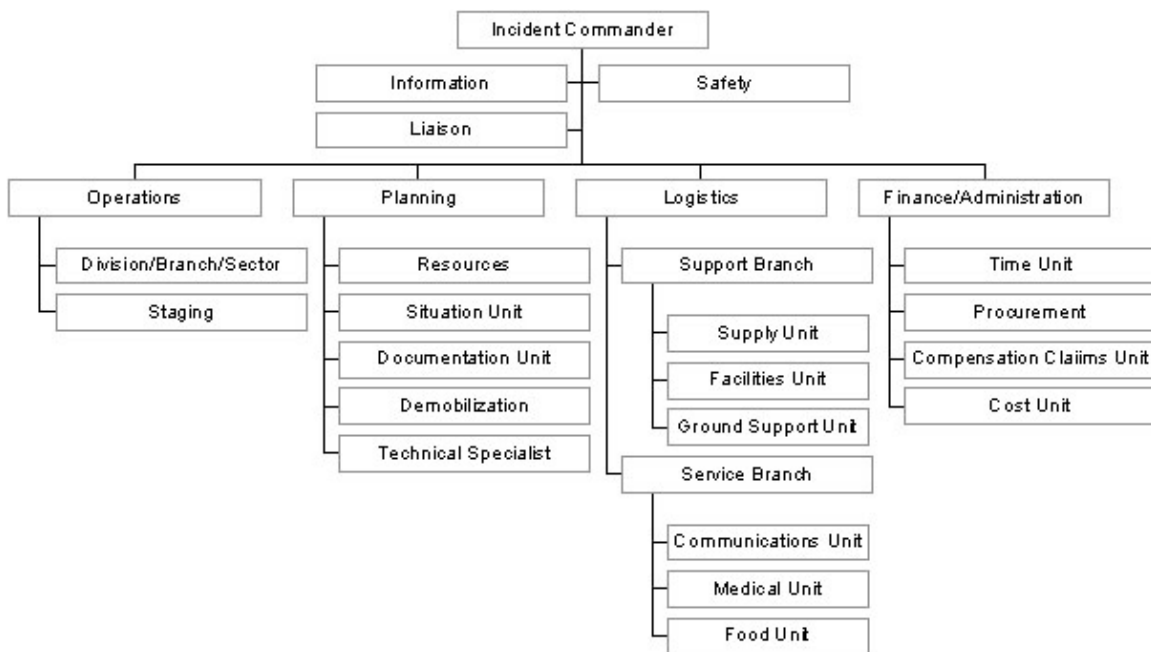 Incident Commander
Information
Safety
Liaison
Operations
Planning
Logistics
Finance/Administration
Division/Branch/Sector
Staging
Resources
Situation Unit
Documentation Unit
Demobilization
Technical Specialist
Support Branch
Supply Unit
Facilities Unit
Ground Support Unit
Service Branch
Communications Unit
Medical Unit
Food Unit
Time Unit
Procurement
Compensation Claiims Unit
Cost Unit